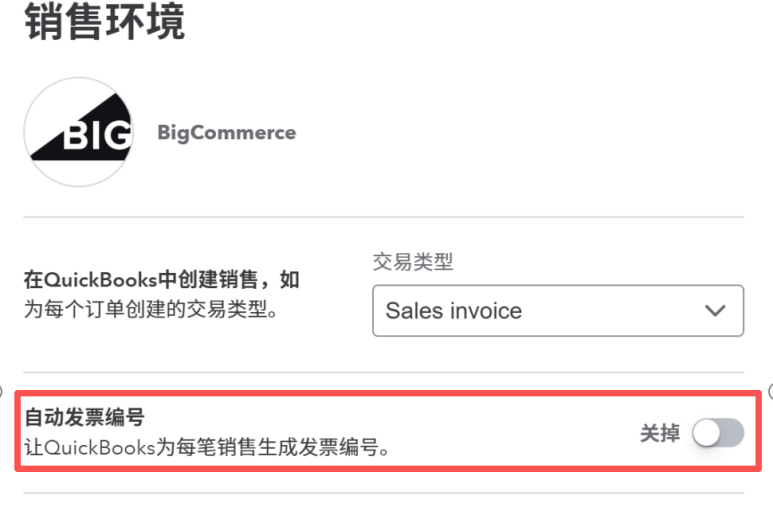 销售环境
BIG
BigCommerce
交易类型
在QuickBooks中创建销售，如
为每个订单创建的交易类型。
Sales invoice
自动发票编号
让QuickBooks为每笔销售生成发票编号。
关掉